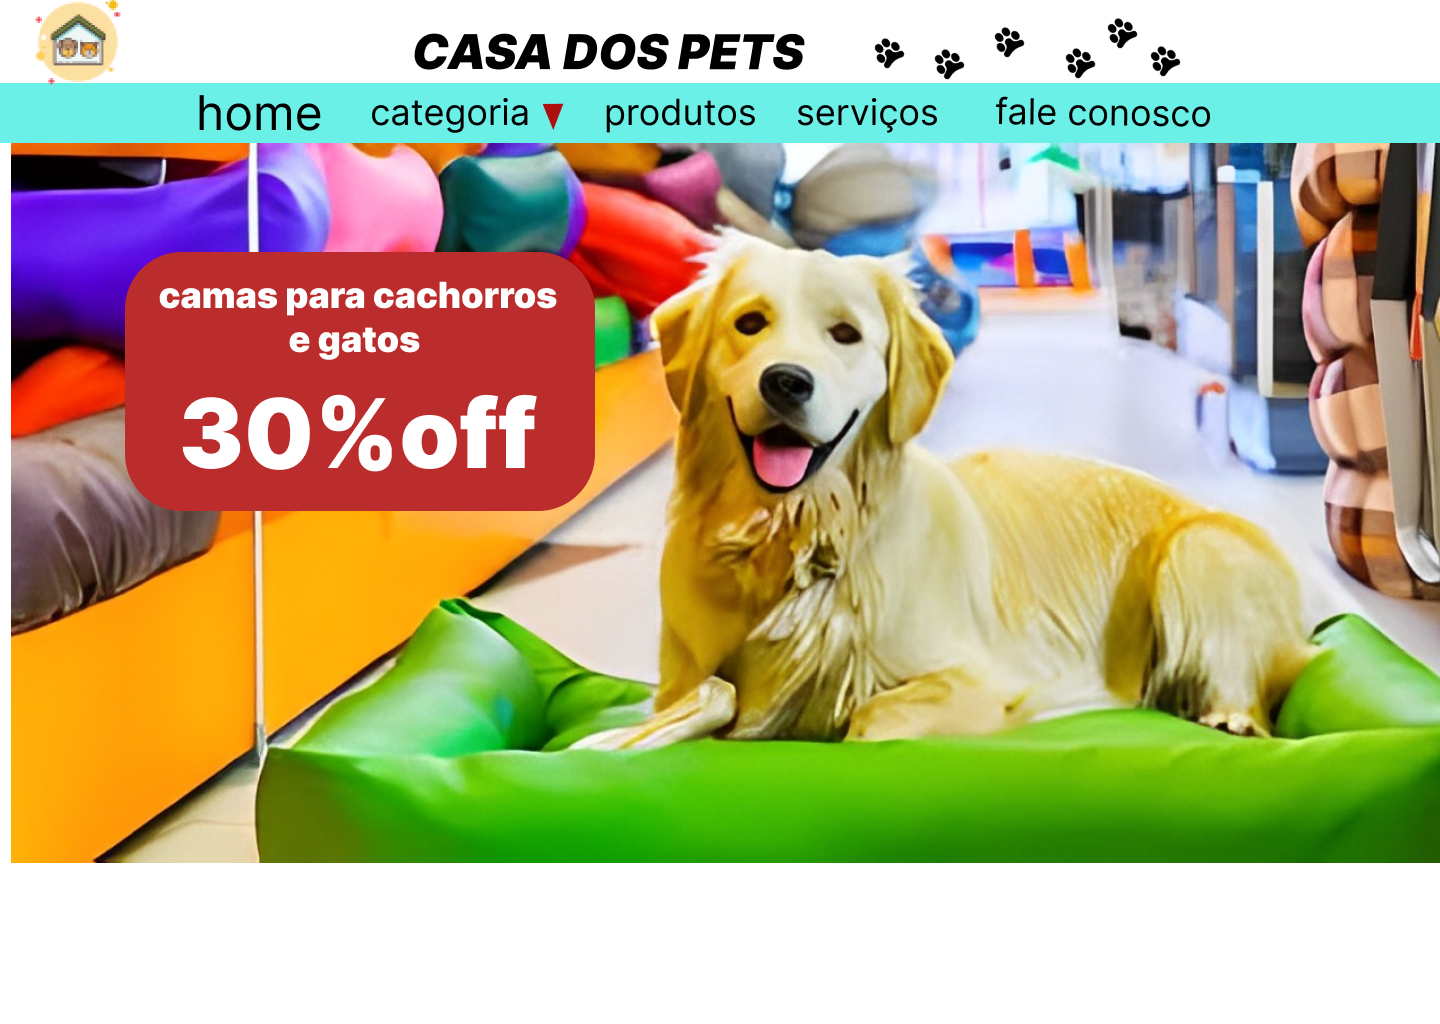 CASA DOS PETS
home categoria produtos serviços fale conosco
camas para cachorros
e gatos
30%off